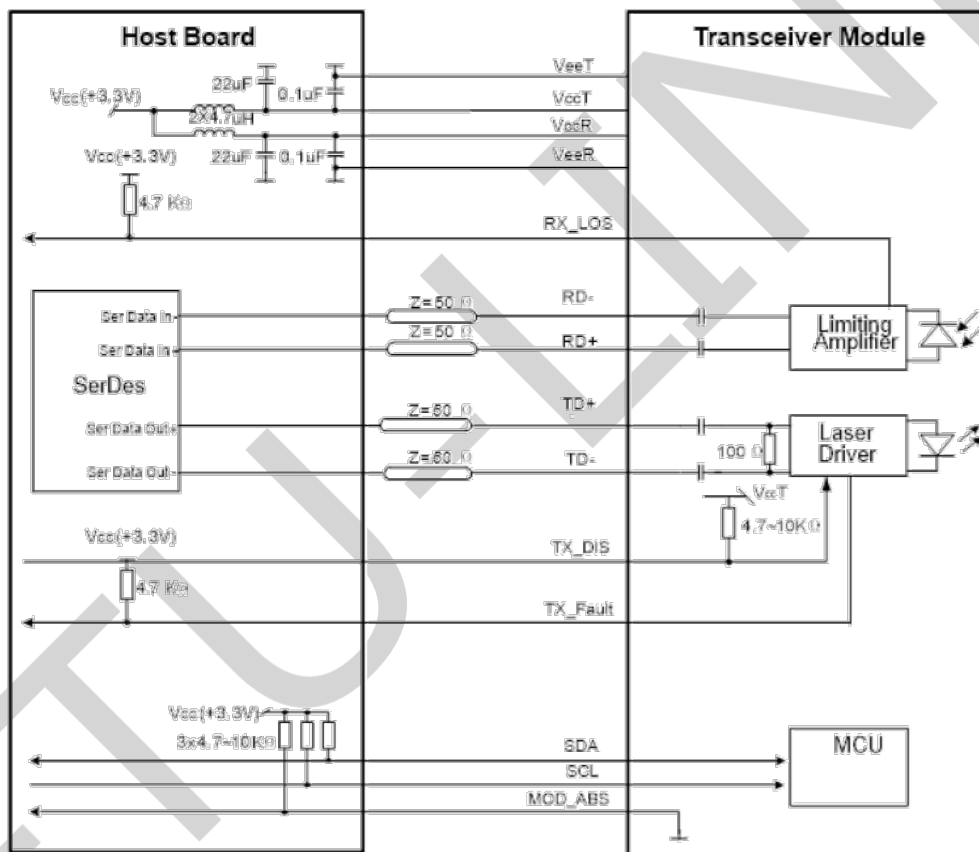 Host Board
Transceiver Module
VeeT
22uF
0.1uF
Vcc(+3.3V)
VccT
2X4.7uH
VccR
Vcc(+3.3V)
22uF
0.1uF
VeeR
4.7 KΩ
RX_LOS
Z=50 Ω
RD-
Ser Data In-
Limiting
Amplifier
Z=50 Ω
RD+
Ser Data In+
SerDes
Z=50 Ω
TD+
Ser Data Out+
Laser
Driver
100 Ω
Z=50 Ω
TD-
Ser Data Out-
VccT
4.7~10KΩ
Vcc(+3.3V)
TX_DIS
4.7 KΩ
TX_Fault
Vcc(+3.3V)
3x4.7~10KΩ
SDA
MCU
SCL
MOD_ABS